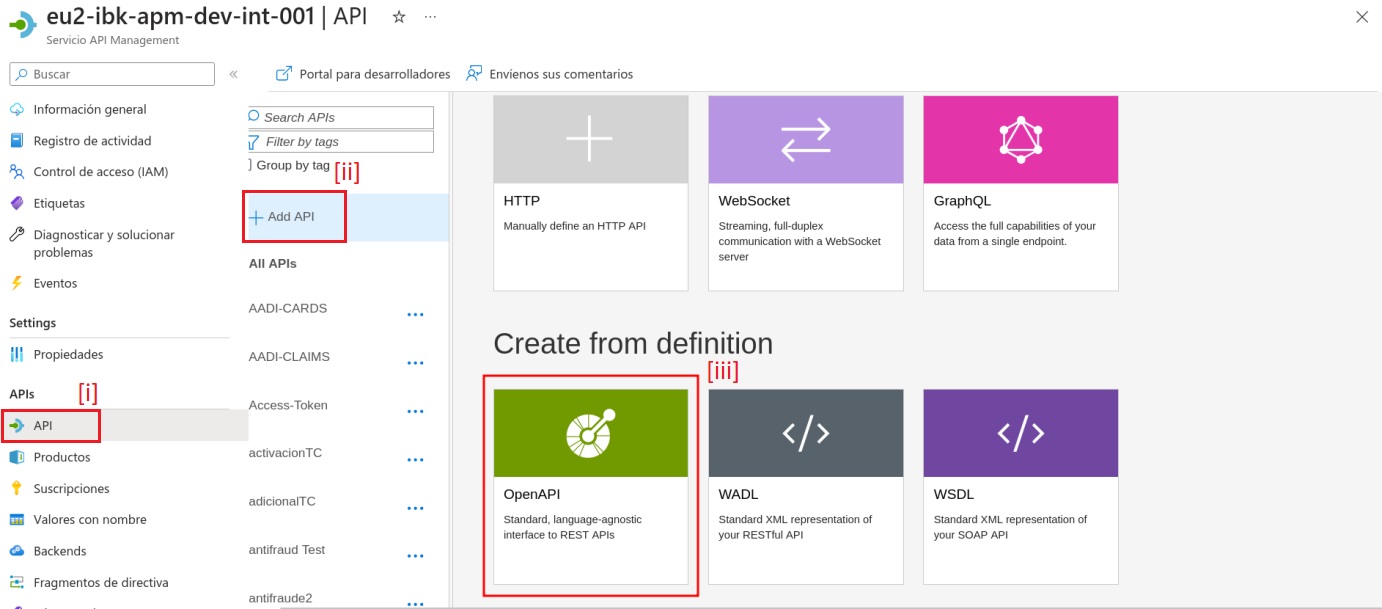 eu2-ibk-apm-dev-int-001 | API
Servicio API Management
Buscar
Portal para desarrolladores
Envíenos sus comentarios
Información general
Registro de actividad
Control de acceso (IAM)
Etiquetas
Diagnosticar y solucionar
problemas
Eventos
Settings
Propiedades
APIs
[i]
API
Productos
Suscripciones
Valores con nombre
Backends
Fragmentos de directiva
Search APIs
Filter by tags
Group by tag
[ii]
Add API
All APIs
AADI-CARDS
AADI-CLAIMS
Access-Token
activacionTC
adicionalTC
antifraud Test
antifraude2
HTTP
Manually define an HTTP API
WebSocket
Streaming, full-duplex
communication with a WebSocket
server
GraphQL
Access the full capabilities of your
data from a single endpoint.
Create from definition
[iii]
OpenAPI
Standard, language-agnostic
interface to REST APIs
WADL
Standard XML representation of
your RESTful API
WSDL
Standard XML representation of
your SOAP API